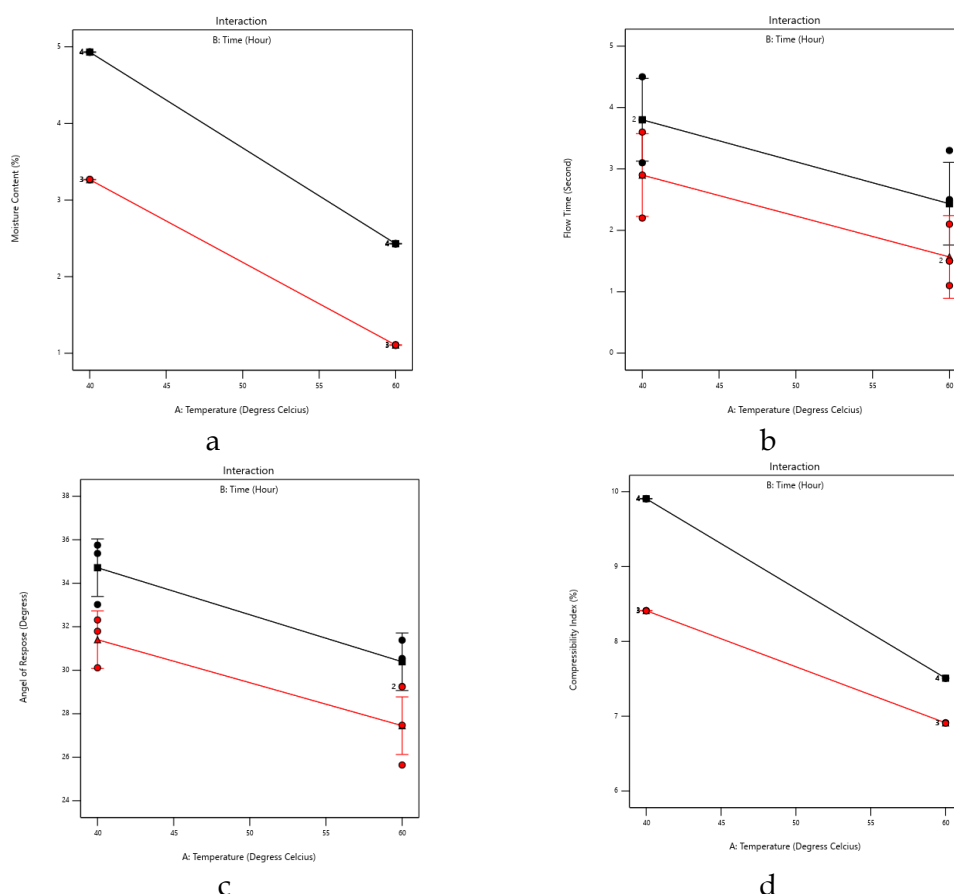 Interaction
B: Time (Hour)
5
4
3
2
1
4
3
4
3
40
45
50
55
60
Moisture Content (%)
A: Temperature (Degress Celcius)
a
Interaction
B: Time (Hour)
5
4
3
2
1
0
2
2
40
45
50
55
60
Flow Time (Second)
A: Temperature (Degress Celcius)
b
Interaction
B: Time (Hour)
38
36
34
32
30
28
26
24
2
40
45
50
55
60
Angel of Respose (Degress)
A: Temperature (Degress Celcius)
c
Interaction
B: Time (Hour)
10
9
8
7
6
4
3
4
3
40
45
50
55
60
Compressibility Index (%)
A: Temperature (Degress Celcius)
d